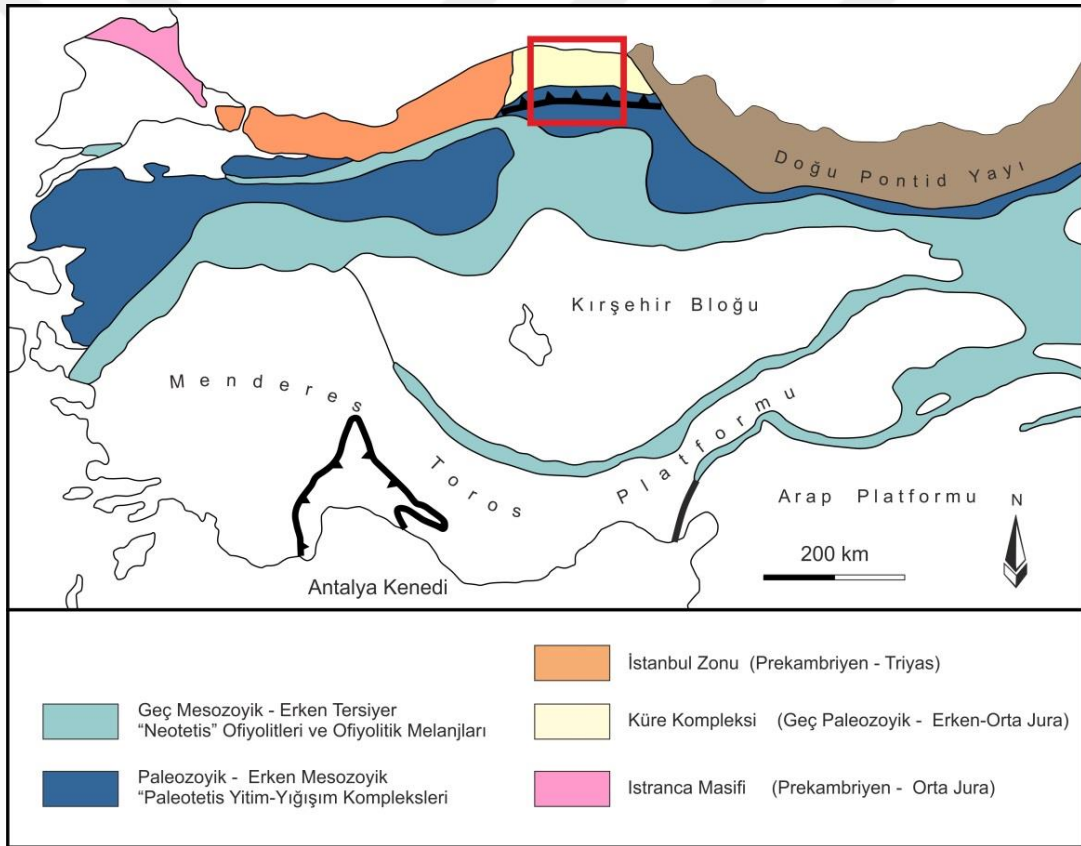 Doğu Pontid Yayı
Kırşehir Bloğu
Menderes
Toros
Platformu
Arap Platformu
N
200 km
Antalya Kenedi
İstanbul Zonu (Prekambriyen - Triyas)
Geç Mesozoyik - Erken Tersiyer
"Neotetis" Ofiyolitleri ve Ofiyolitik Melanjları
Küre Kompleksi (Geç Paleozoyik - Erken-Orta Jura)
Paleozoyik - Erken Mesozoyik
"Paleotetis Yitim-Yığışım Kompleksleri
Istranca Masifi (Prekambriyen - Orta Jura)